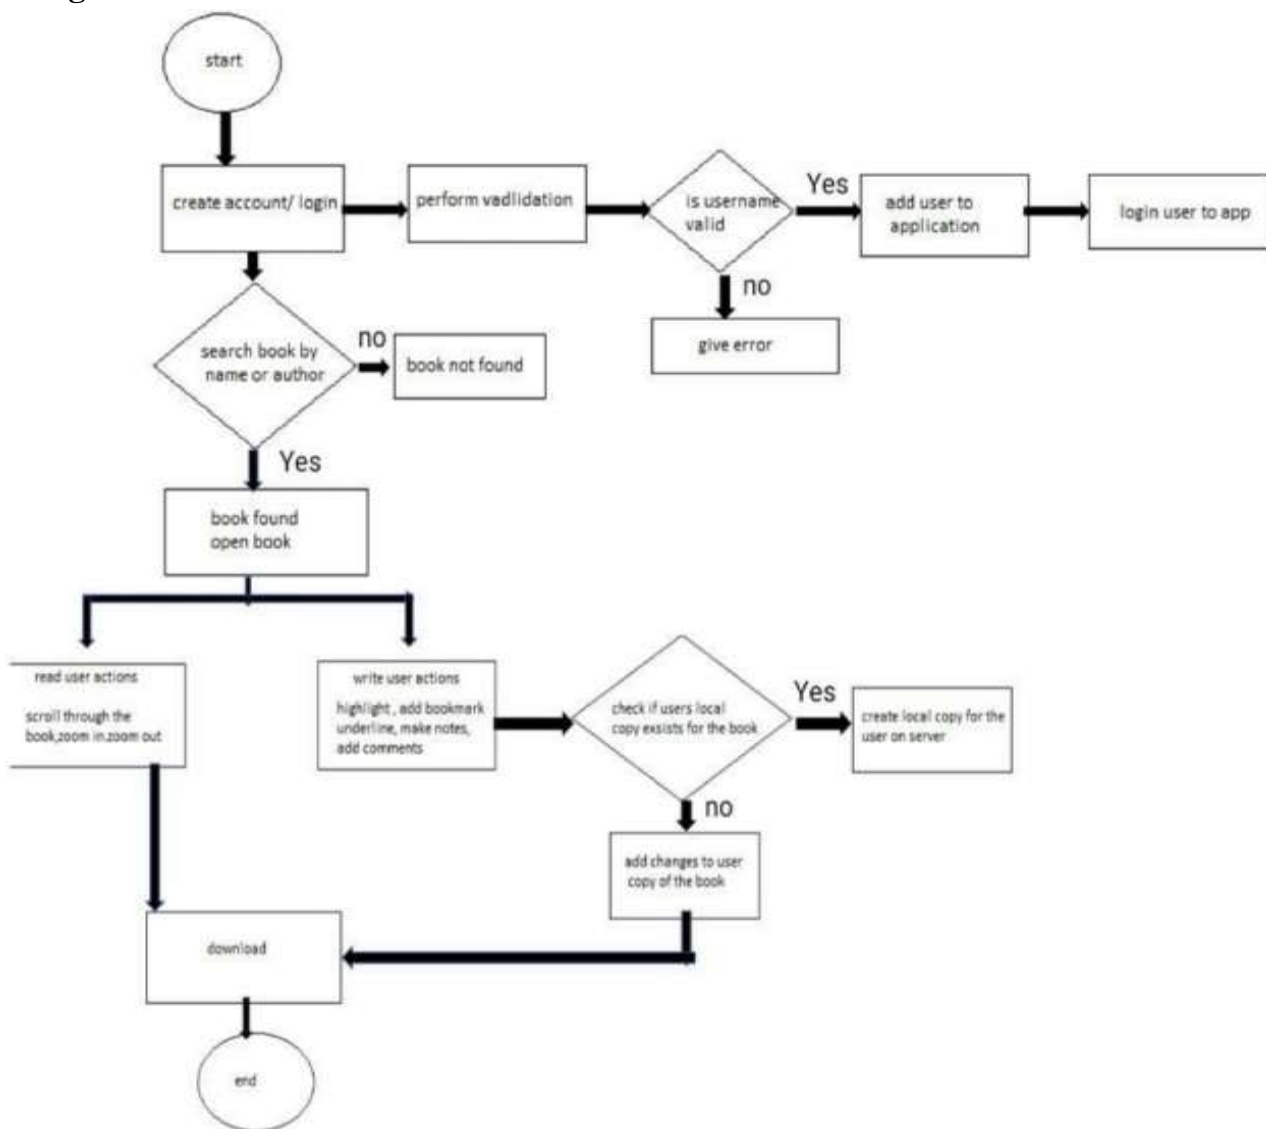 start
create account/ login
perform vadlidation
is username
valid
Yes
add user to
application
login user to app
no
give error
search book by
name or author
no
book not found
Yes
book found
open book
read user actions
scroll through the
book,zoom in.zoom out
write user actions
highlight , add bookmark
underline, make notes,
add comments
check if users local
copy exsists for the book
Yes
create local copy for the
user on server
no
add changes to user
copy of the book
download
end